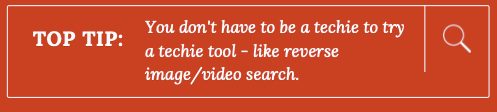 TOP TIP:
You don't have to be a techie to try
a techie tool - like reverse
image/video search.